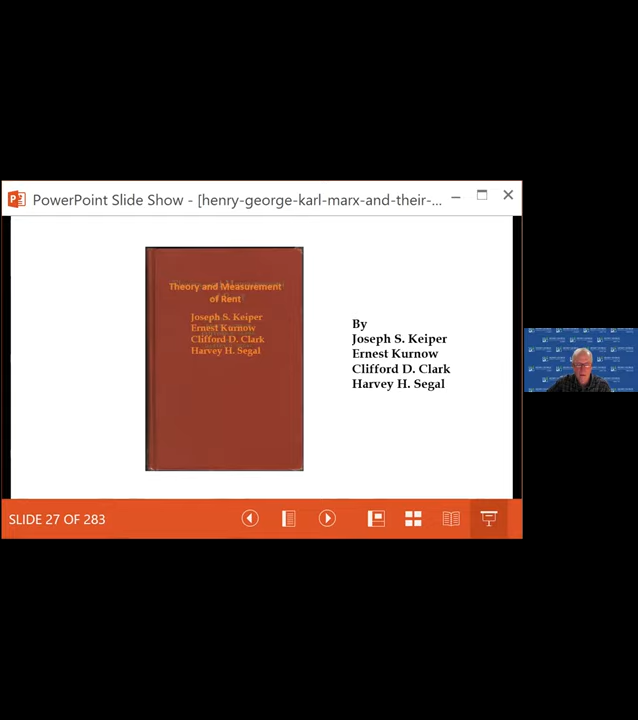 PowerPoint Slide Show - [henry-george-karl-marx-and-their-...
Theory and Measurement
of Rent
Joseph S. Keiper
Ernest Kurnow
Clifford D. Clark
Harvey H. Segal
By
Joseph S. Keiper
Ernest Kurnow
Clifford D. Clark
Harvey H. Segal
SLIDE 27 OF 283